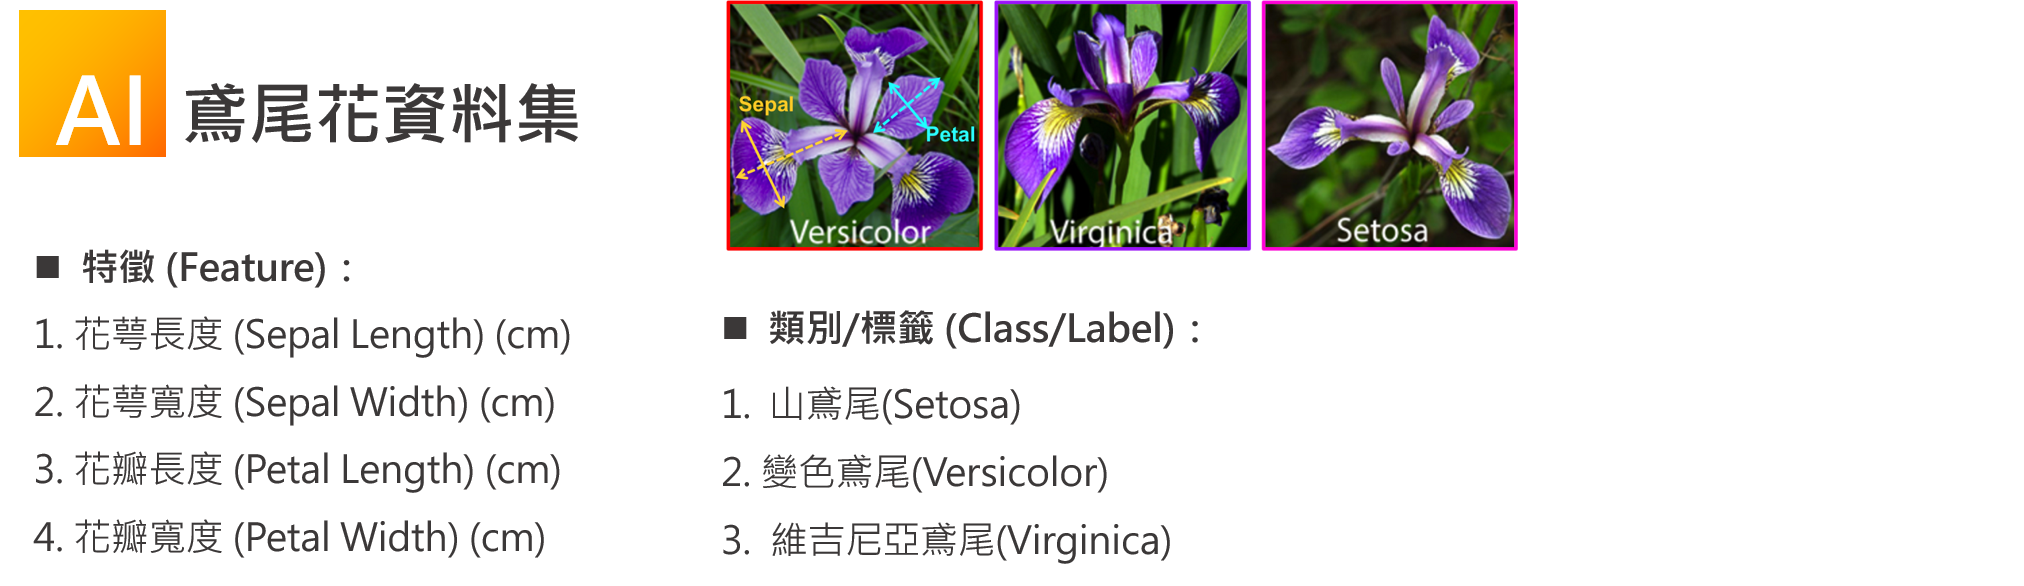 AI 鳶尾花資料集
Sepal
Petal
Versicolor
Virginica
Setosa
■ 特徵 (Feature)：
1. 花萼長度 (Sepal Length) (cm)
2. 花萼寬度 (Sepal Width) (cm)
3. 花瓣長度 (Petal Length) (cm)
4. 花瓣寬度 (Petal Width) (cm)
■ 類別/標籤 (Class/Label)：
1. 山鳶尾(Setosa)
2. 變色鳶尾(Versicolor)
3. 維吉尼亞鳶尾(Virginica)